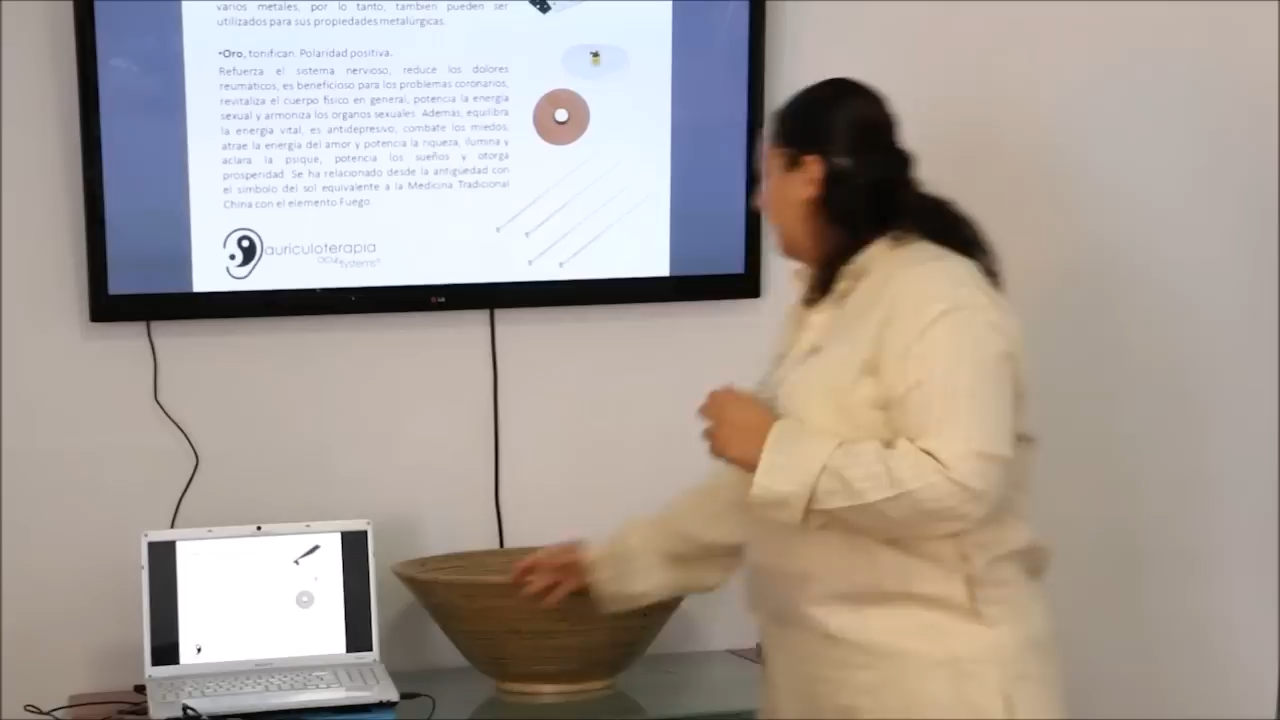 varios metales, por lo tanto, tambien pueden ser
utilizados para sus propiedades metalúrgicas.
•Oro, tonifican. Polaridad positiva.
Refuerza el sistema nervioso, reduce los dolores
reumáticos, es beneficioso para los problemas coronarios,
revitaliza el cuerpo físico en general, potencia la energía
sexual y armoniza los organos sexuales. Además, equilibra
la energía vital, es antidepresivo, combate los miedos,
atrae la energía del amor y potencia la riqueza, ilumina y
aclara la psique, potencia los sueños y otorga
prosperidad. Se ha relacionado desde la antigüedad con
el símbolo del sol equivalente a la Medicina Tradicional
China con el elemento Fuego.
auriculoterapia
acusystems®
LG